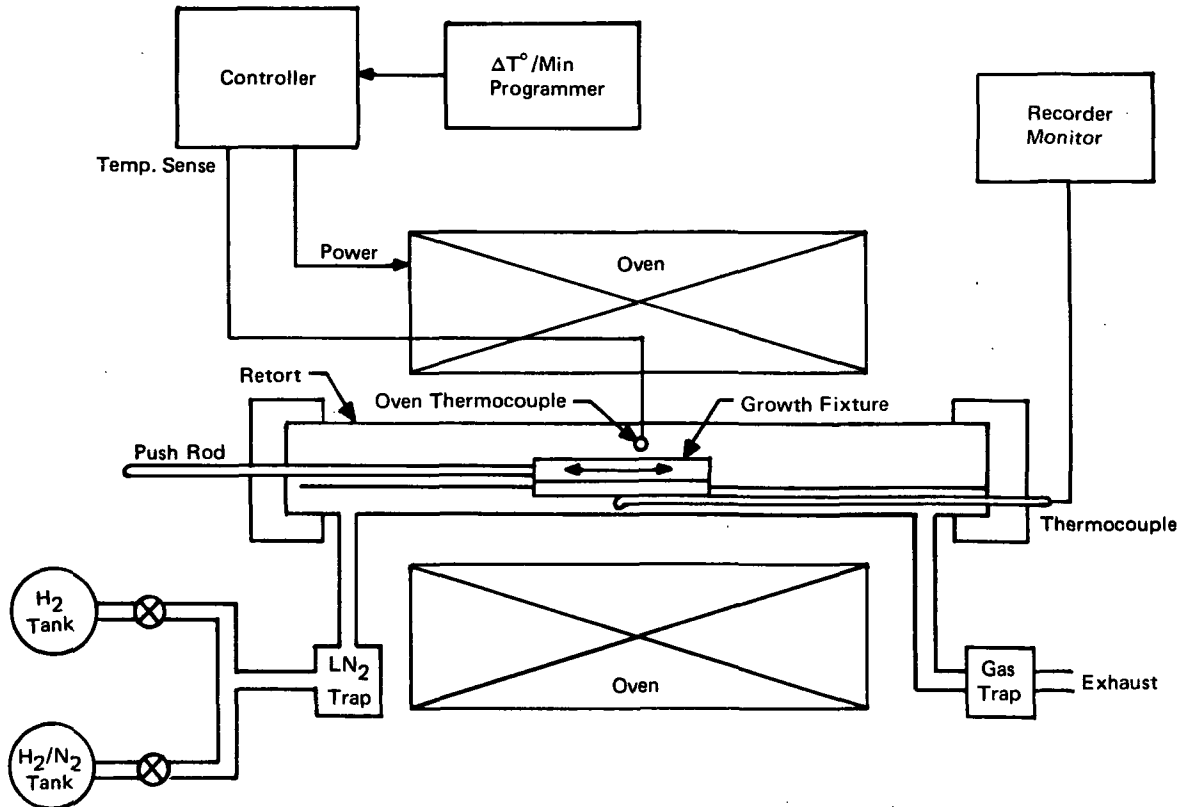 Controller
ΔT°/Min
Programmer
Recorder
Monitor
Temp. Sense
Power
Oven
Retort
Oven Thermocouple
Growth Fixture
Push Rod
Thermocouple
H2
Tank
LN2
Trap
Gas
Trap
Exhaust
Oven
H2/N2
Tank